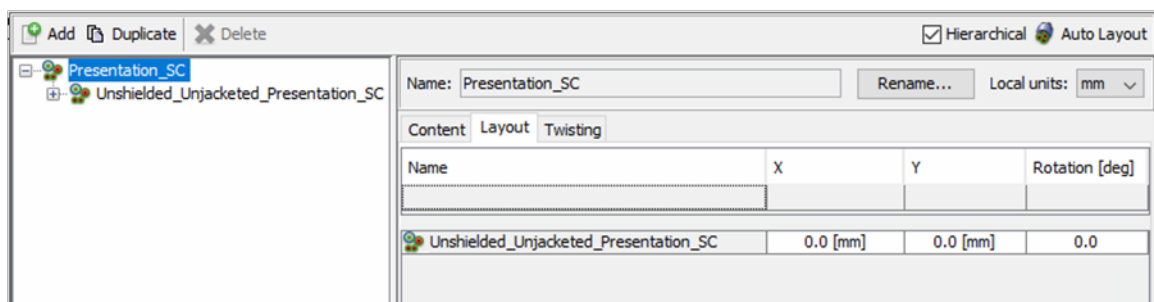 Add Duplicate Delete Hierarchical Auto Layout
Presentation_SC
Unshielded_Unjacketed_Presentation_SC
Name: Presentation_SC Rename... Local units: mm
Content Layout Twisting
Name X Y Rotation [deg]
Unshielded_Unjacketed_Presentation_SC 0.0 [mm] 0.0 [mm] 0.0